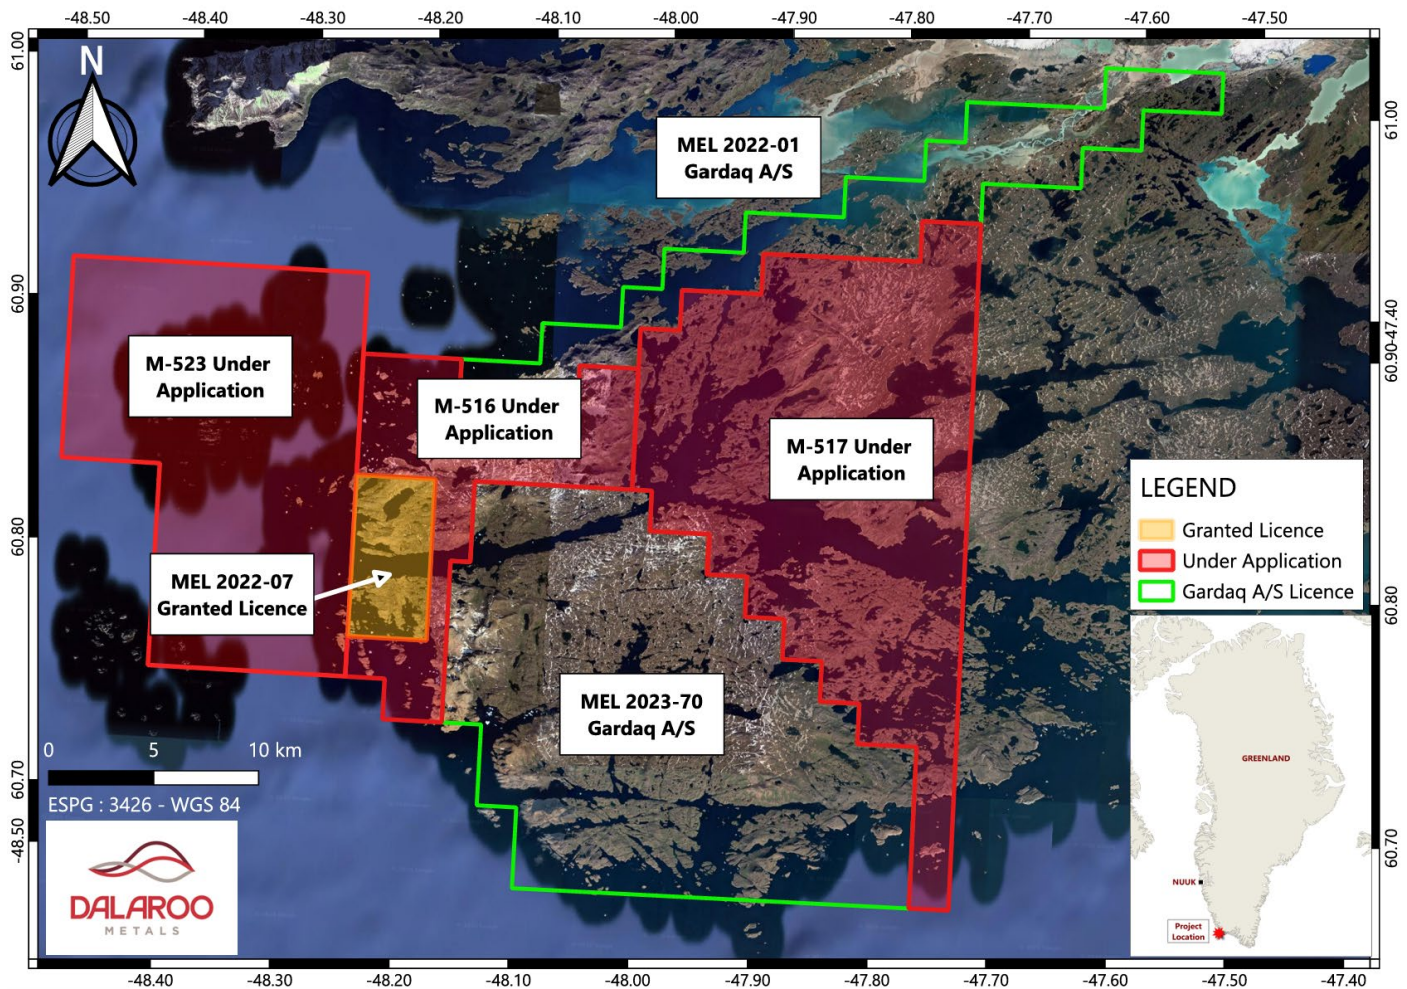 -48.50 -48.40 -48.30 -48.20 -48.10 -48.00 -47.90 -47.80 -47.70 -47.60 -47.50
61.00
60.90
60.80
60.70
-48.50
61.00
60.90 -47.40
60.80
60.70
N
MEL 2022-01
Gardaq A/S
M-523 Under
Application
M-516 Under
Application
M-517 Under
Application
MEL 2022-07
Granted Licence
MEL 2023-70
Gardaq A/S
LEGEND
Granted Licence
Under Application
Gardaq A/S Licence
0 5 10 km
ESPG : 3426 - WGS 84
DALAROO
METALS
GREENLAND
NUUK
Project
Location
-48.40 -48.30 -48.20 -48.10 -48.00 -47.90 -47.80 -47.70 -47.60 -47.50 -47.40